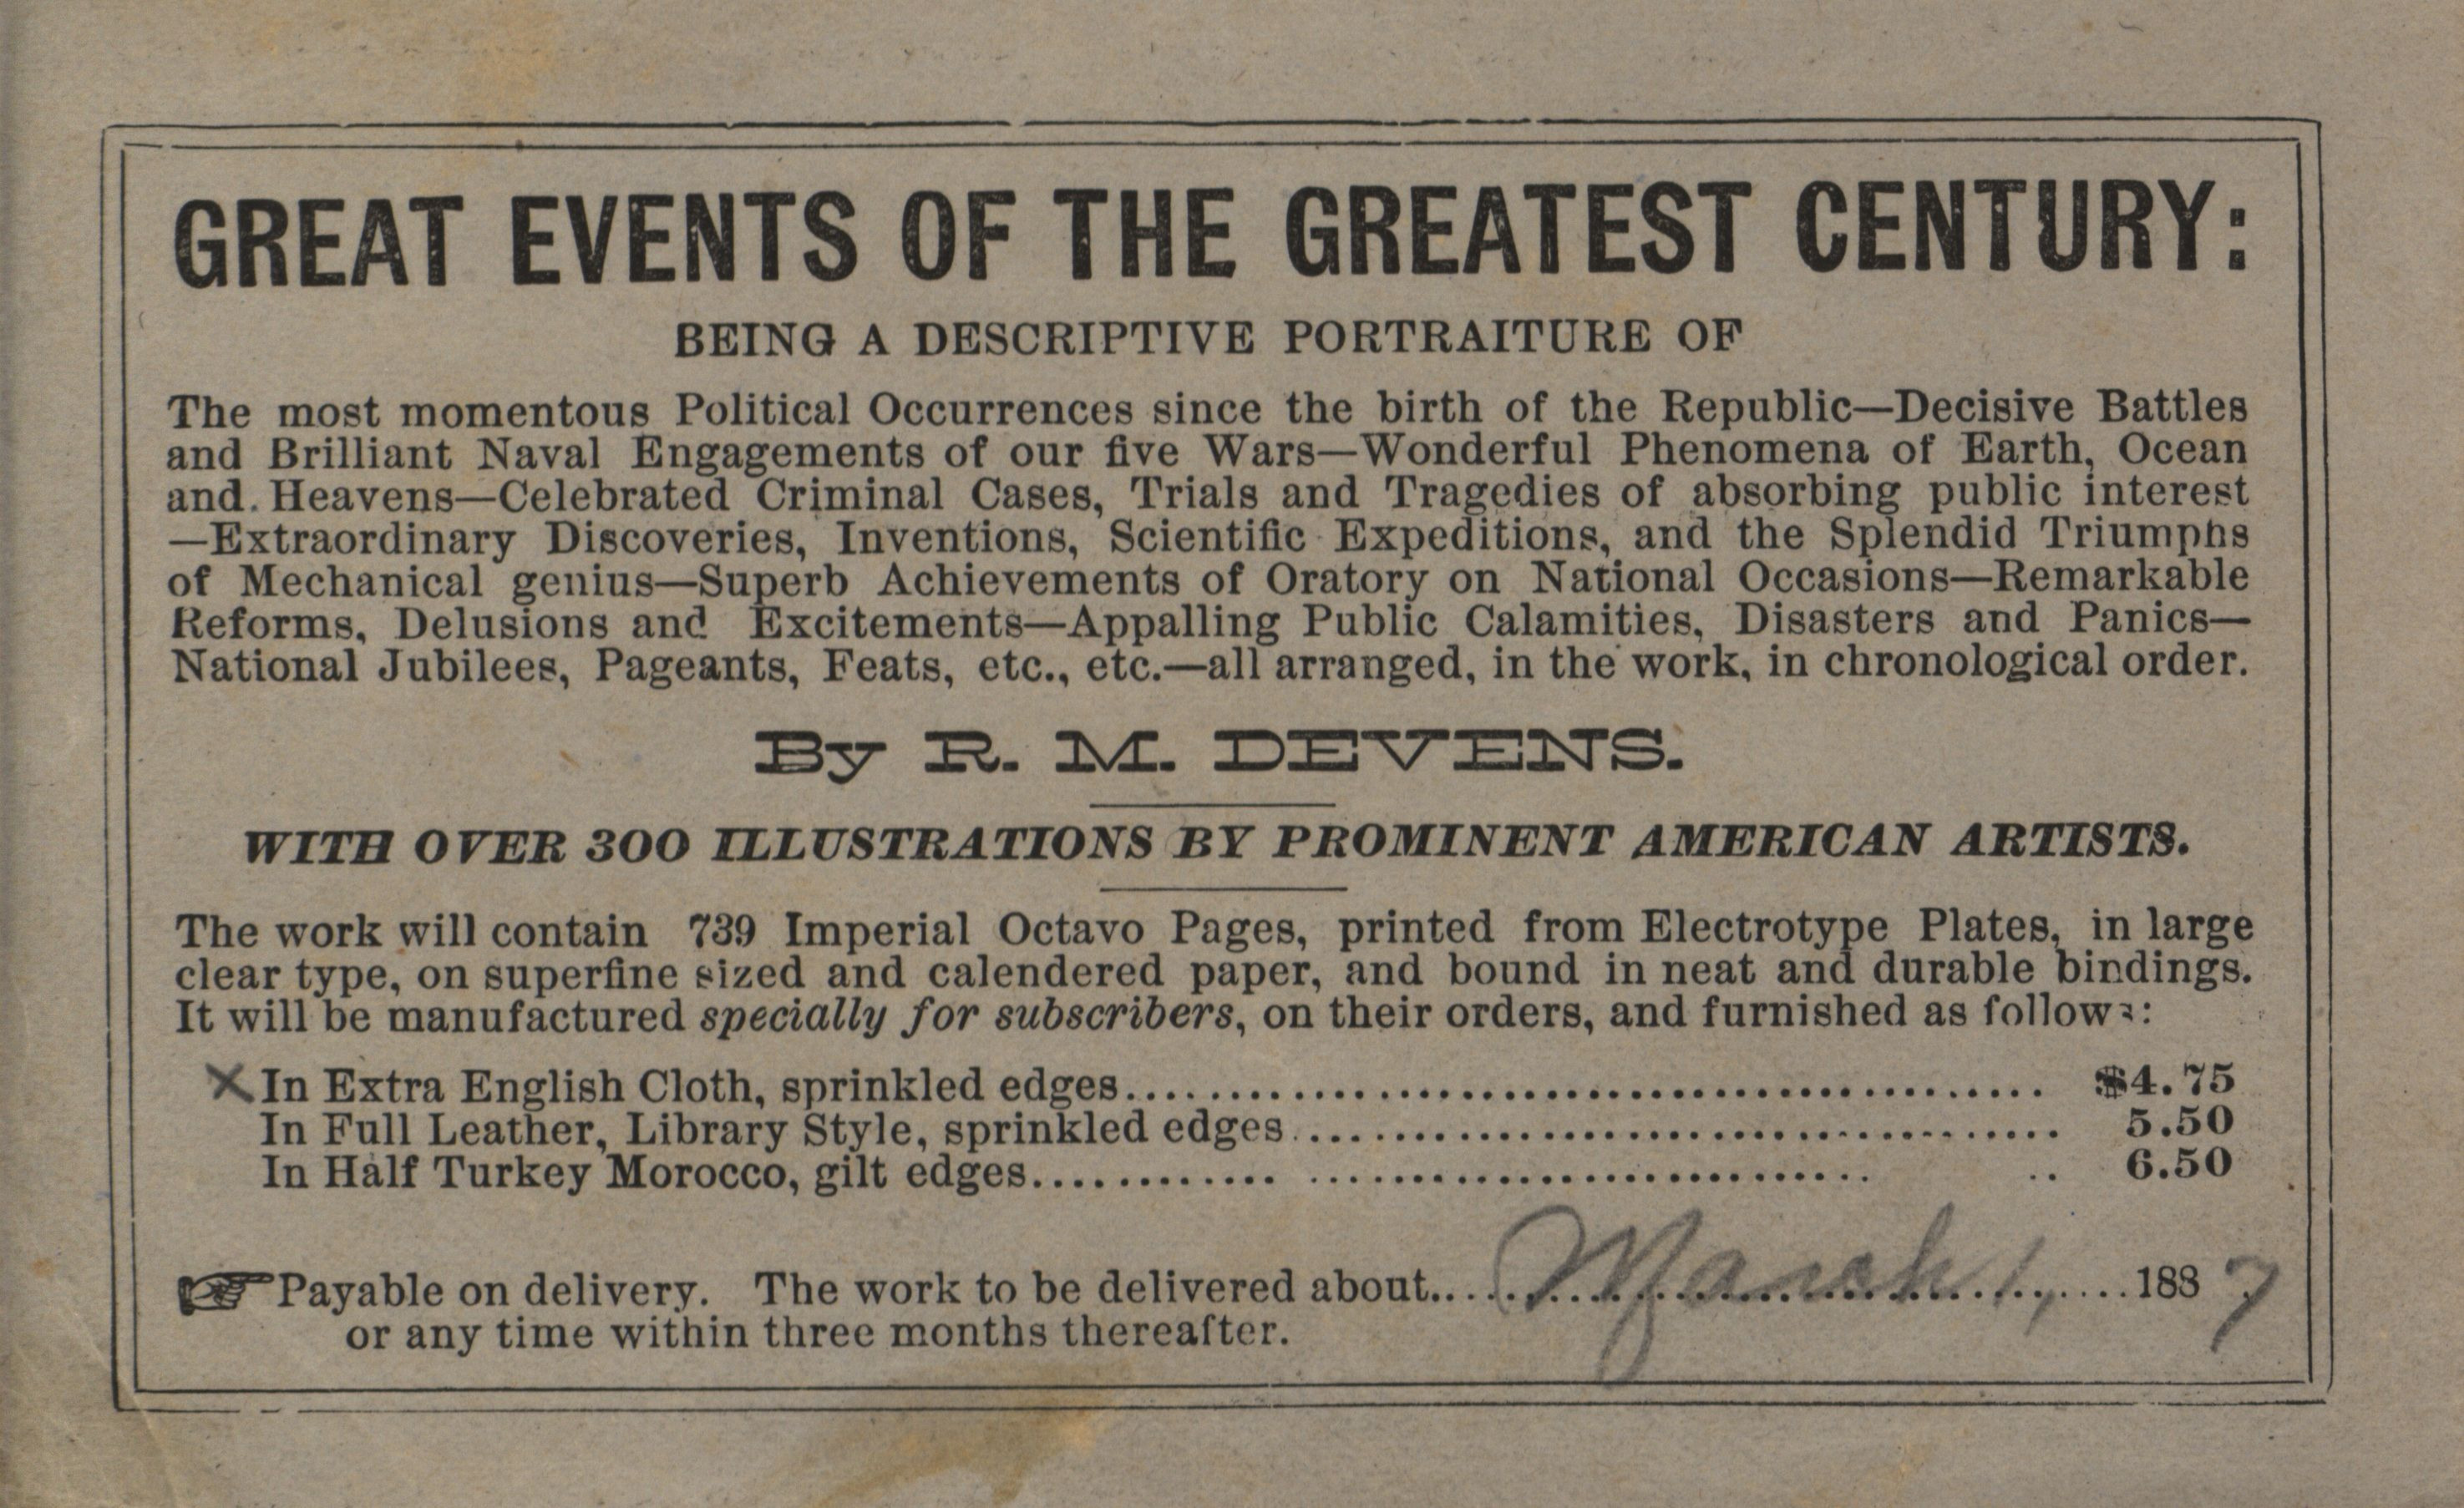 GREAT EVENTS OF THE GREATEST CENTURY:
BEING A DESCRIPTIVE PORTRAITURE OF
The most momentous Political Occurrences since the birth of the Republic—Decisive Battles
and Brilliant Naval Engagements of our five Wars—Wonderful Phenomena of Earth, Ocean
and Heavens—Celebrated Criminal Cases, Trials and Tragedies of absorbing public interest
—Extraordinary Discoveries, Inventions, Scientific Expeditions, and the Splendid Triumphs
of Mechanical genius—Superb Achievements of Oratory on National Occasions—Remarkable
Reforms, Delusions and Excitements—Appalling Public Calamities, Disasters and Panics—
National Jubilees, Pageants, Feats, etc., etc.—all arranged, in the work, in chronological order.
By R. M. DEVENS.
WITH OVER 300 ILLUSTRATIONS BY PROMINENT AMERICAN ARTISTS.
The work will contain 739 Imperial Octavo Pages, printed from Electrotype Plates, in large
clear type, on superfine sized and calendered paper, and bound in neat and durable bindings.
It will be manufactured specially for subscribers, on their orders, and furnished as follows:
X In Extra English Cloth, sprinkled edges........ $4.75
In Full Leather, Library Style, sprinkled edges........ 5.50
In Half Turkey Morocco, gilt edges........ 6.50
☞Payable on delivery. The work to be delivered about........March 1,........188 7
or any time within three months thereafter.